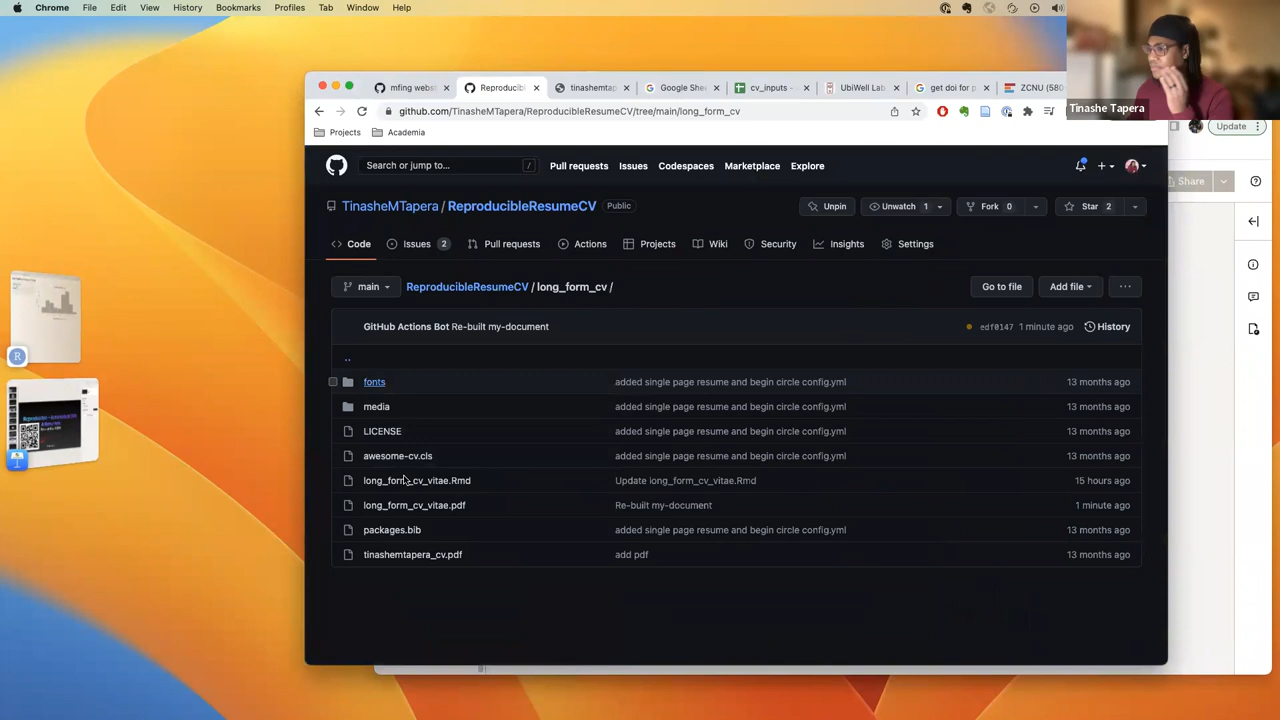 Chrome File Edit View History Bookmarks Profiles Tab Window Help
mfing webs
Reproducib
tinashemtap
Google She
cv_inputs -
UbiWell Lab
get doi for p
ZCNU (580
github.com/TinasheMTapera/ReproducibleResumeCV/tree/main/long_form_cv
Tinashe Tapera
Update
Projects Academia
Search or jump to... /
Pull requests Issues Codespaces Marketplace Explore
Share
TinasheMTapera / ReproducibleResumeCV Public
Unpin Unwatch 1 Fork 0 Star 2
Code Issues 2 Pull requests Actions Projects Wiki Security Insights Settings
main ReproducibleResumeCV / long_form_cv /
Go to file Add file ...
GitHub Actions Bot Re-built my-document edf0147 1 minute ago History
..
fonts added single page resume and begin circle config.yml 13 months ago
media added single page resume and begin circle config.yml 13 months ago
LICENSE added single page resume and begin circle config.yml 13 months ago
awesome-cv.cls added single page resume and begin circle config.yml 13 months ago
long_form_cv_vitae.Rmd Update long_form_cv_vitae.Rmd 15 hours ago
long_form_cv_vitae.pdf Re-built my-document 1 minute ago
packages.bib added single page resume and begin circle config.yml 13 months ago
tinashemtapera_cv.pdf add pdf 13 months ago
R